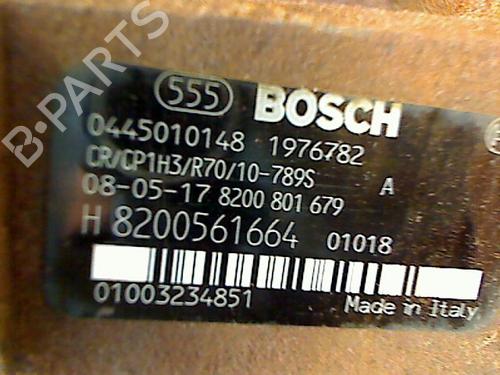 555 BOSCH
0445010148 1976782
CR/CP1H3/R70/10-789S A
08-05-17 8200 801 679
H 8200561664 01018
01003234851 Made in Italy
B-PARTS